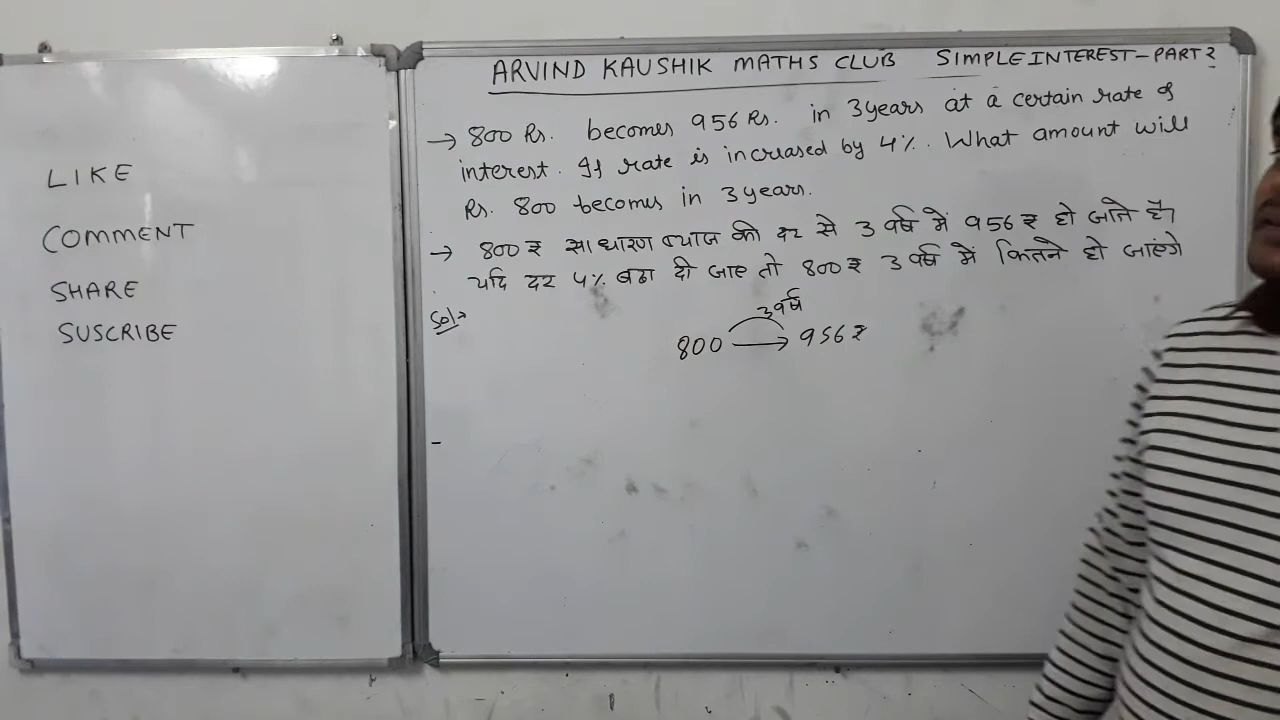 LIKE
COMMENT
SHARE
SUSCRIBE
ARVIND KAUSHIK MATHS CLUB SIMPLE INTEREST - PART 2
→ 800 Rs. becomes 956 Rs. in 3 years at a certain rate of
interest. If rate is increased by 4%. What amount will
Rs. 800 becomes in 3 years.
→ 800 ₹ साधारण ब्याज की दर से 3 वर्ष में 956 ₹ हो जाते है।
यदि दर 4% बढा दी जाए तो 800 ₹ 3 वर्ष में कितने हो जाएंगे
Sol→
3 वर्ष
800 → 956 ₹